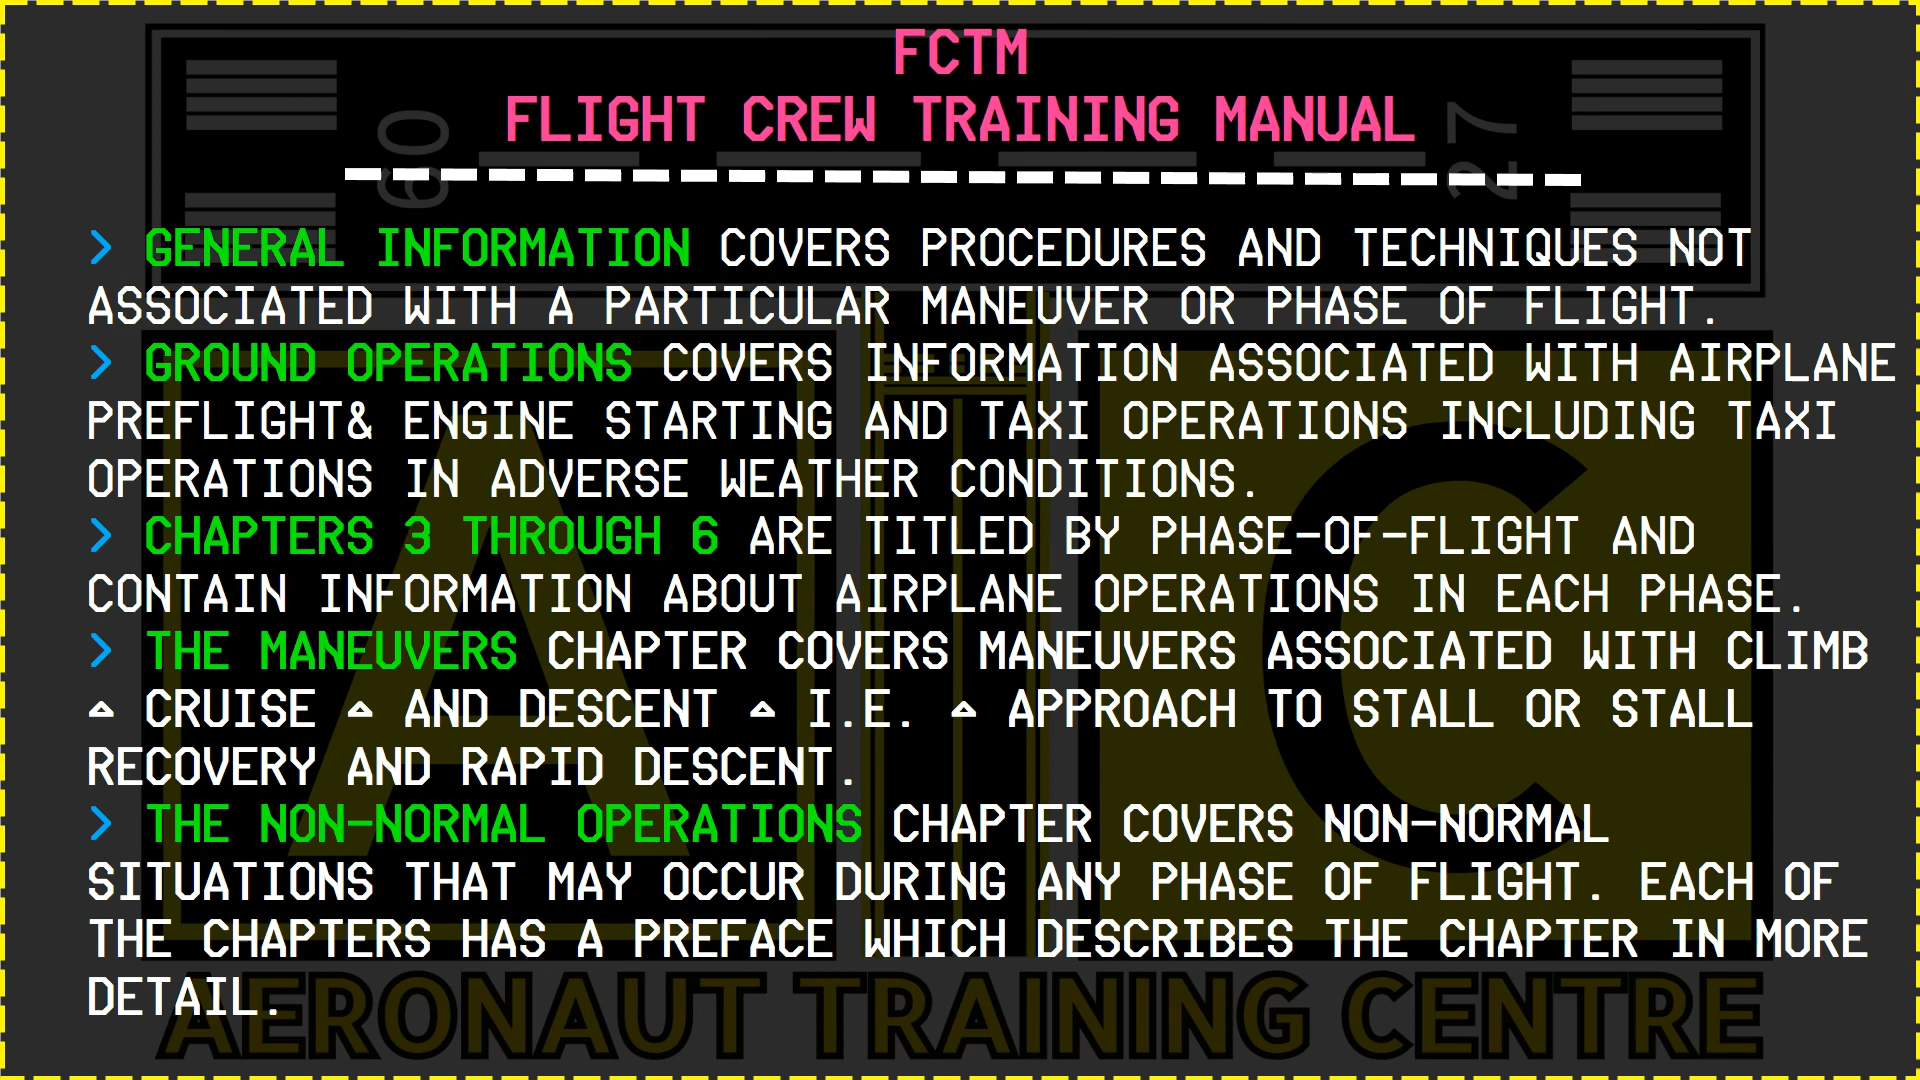 FCTM
FLIGHT CREW TRAINING MANUAL
09
27
> GENERAL INFORMATION COVERS PROCEDURES AND TECHNIQUES NOT
ASSOCIATED WITH A PARTICULAR MANEUVER OR PHASE OF FLIGHT.
> GROUND OPERATIONS COVERS INFORMATION ASSOCIATED WITH AIRPLANE
PREFLIGHT& ENGINE STARTING AND TAXI OPERATIONS INCLUDING TAXI
OPERATIONS IN ADVERSE WEATHER CONDITIONS.
> CHAPTERS 3 THROUGH 6 ARE TITLED BY PHASE-OF-FLIGHT AND
CONTAIN INFORMATION ABOUT AIRPLANE OPERATIONS IN EACH PHASE.
> THE MANEUVERS CHAPTER COVERS MANEUVERS ASSOCIATED WITH CLIMB
⌂ CRUISE ⌂ AND DESCENT ⌂ I.E. ⌂ APPROACH TO STALL OR STALL
RECOVERY AND RAPID DESCENT.
> THE NON-NORMAL OPERATIONS CHAPTER COVERS NON-NORMAL
SITUATIONS THAT MAY OCCUR DURING ANY PHASE OF FLIGHT. EACH OF
THE CHAPTERS HAS A PREFACE WHICH DESCRIBES THE CHAPTER IN MORE
DETAIL.
A C
AERONAUT TRAINING CENTRE